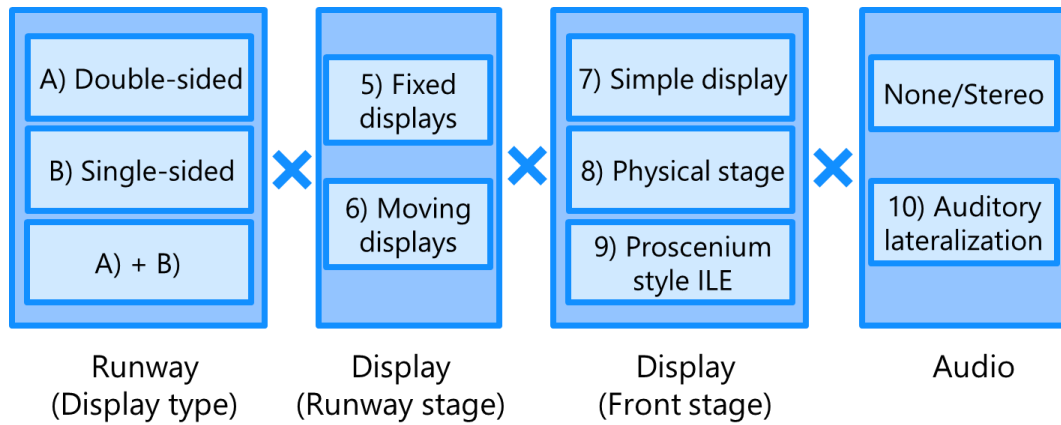 A) Double-sided
B) Single-sided
A) + B)
Runway
(Display type)
5) Fixed
displays
6) Moving
displays
Display
(Runway stage)
7) Simple display
8) Physical stage
9) Proscenium
style ILE
Display
(Front stage)
None/Stereo
10) Auditory
lateralization
Audio